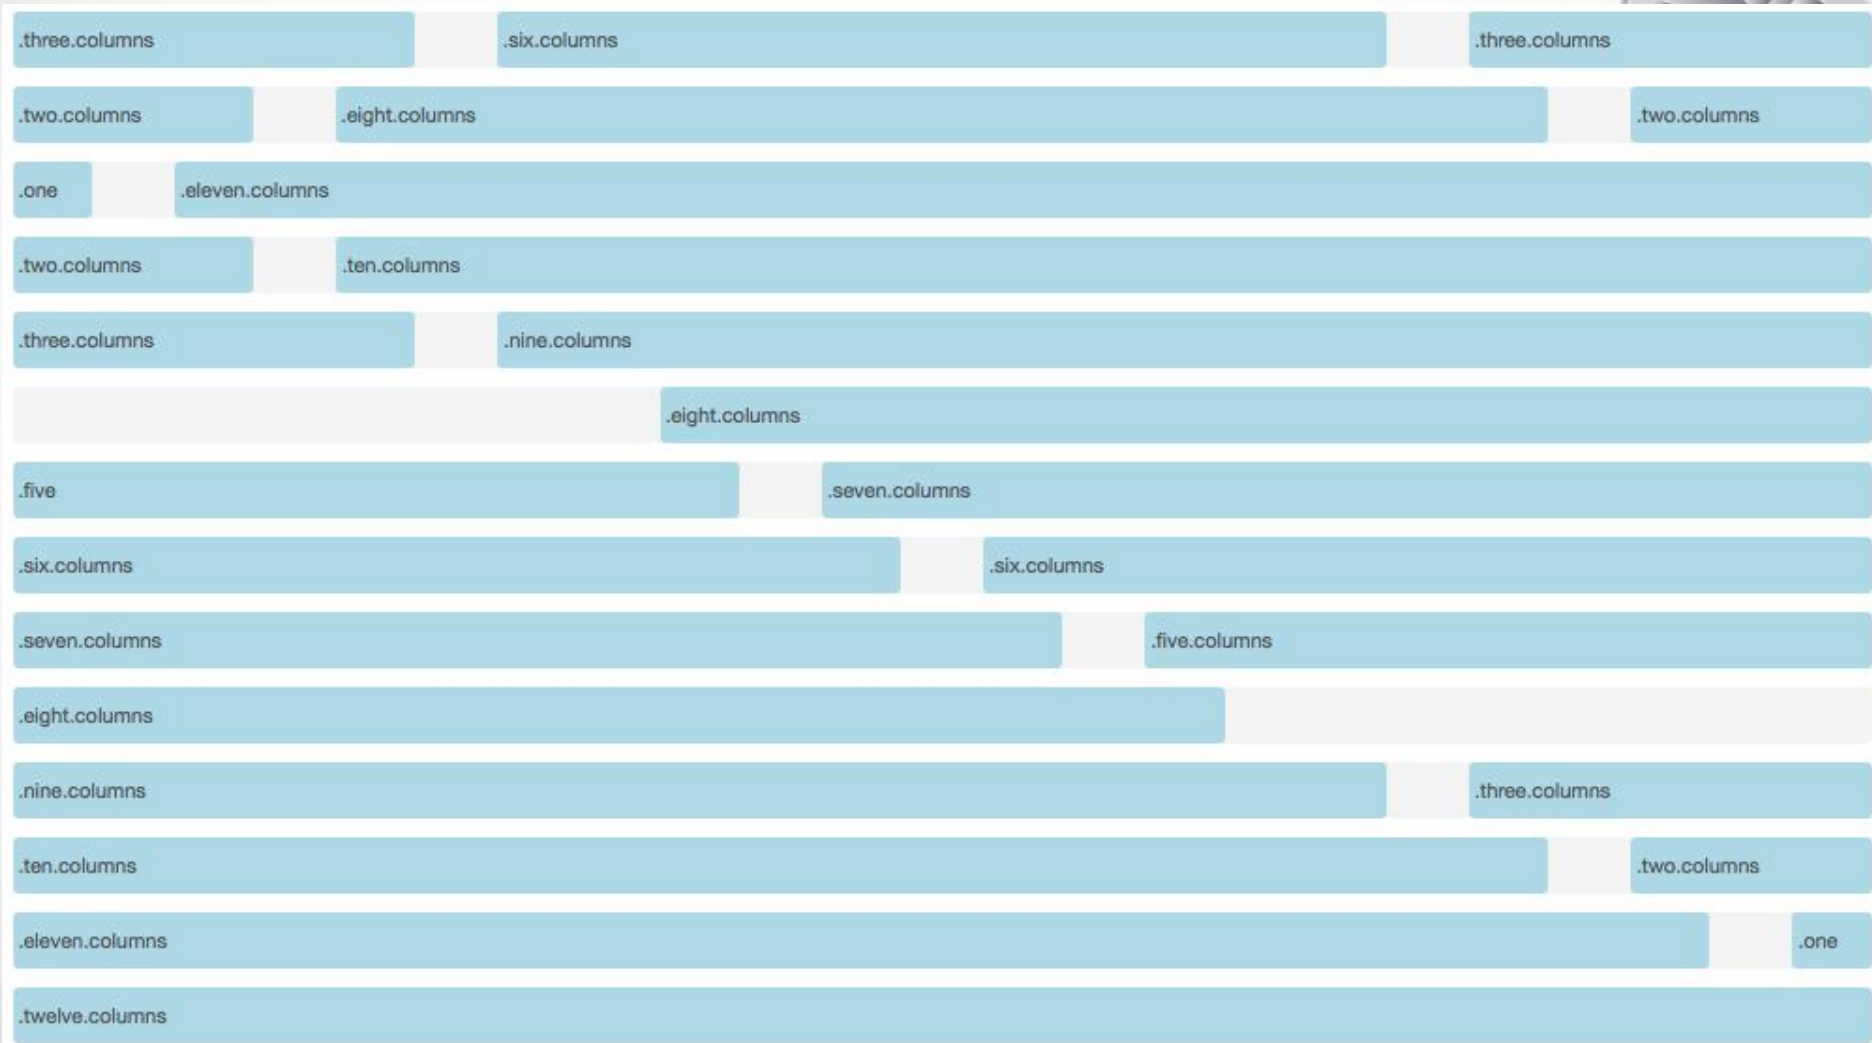 .three.columns .six.columns .three.columns
.two.columns .eight.columns .two.columns
.one .eleven.columns
.two.columns .ten.columns
.three.columns .nine.columns
.eight.columns
.five .seven.columns
.six.columns .six.columns
.seven.columns .five.columns
.eight.columns
.nine.columns .three.columns
.ten.columns .two.columns
.eleven.columns .one
.twelve.columns